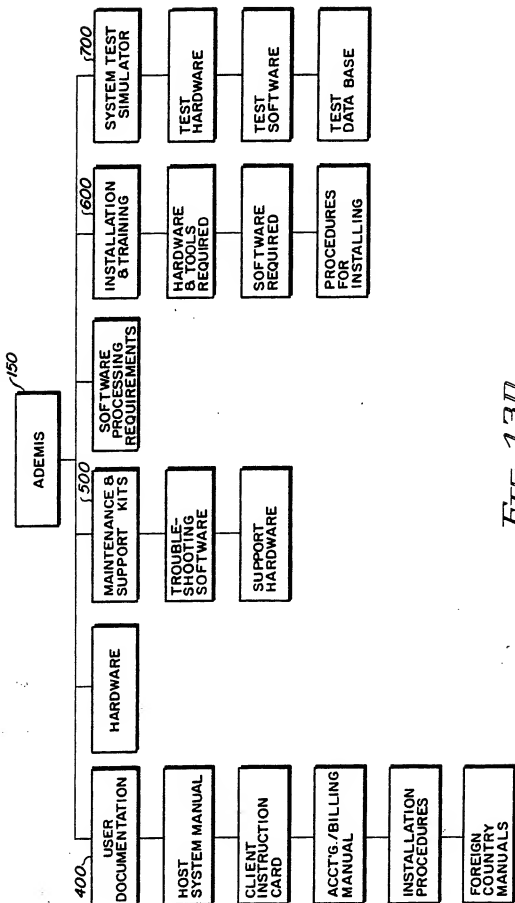 150
ADEMIS
400
USER
DOCUMENTATION
HOST
SYSTEM MANUAL
CLIENT
INSTRUCTION
CARD
ACCT'G./BILLING
MANUAL
INSTALLATION
PROCEDURES
FOREIGN
COUNTRY
MANUALS
HARDWARE
500
MAINTENANCE &
SUPPORT KITS
TROUBLE-
SHOOTING
SOFTWARE
SUPPORT
HARDWARE
SOFTWARE
PROCESSING
REQUIREMENTS
600
INSTALLATION
& TRAINING
HARDWARE
& TOOLS
REQUIRED
SOFTWARE
REQUIRED
PROCEDURES
FOR
INSTALLING
700
SYSTEM TEST
SIMULATOR
TEST
HARDWARE
TEST
SOFTWARE
TEST
DATA BASE